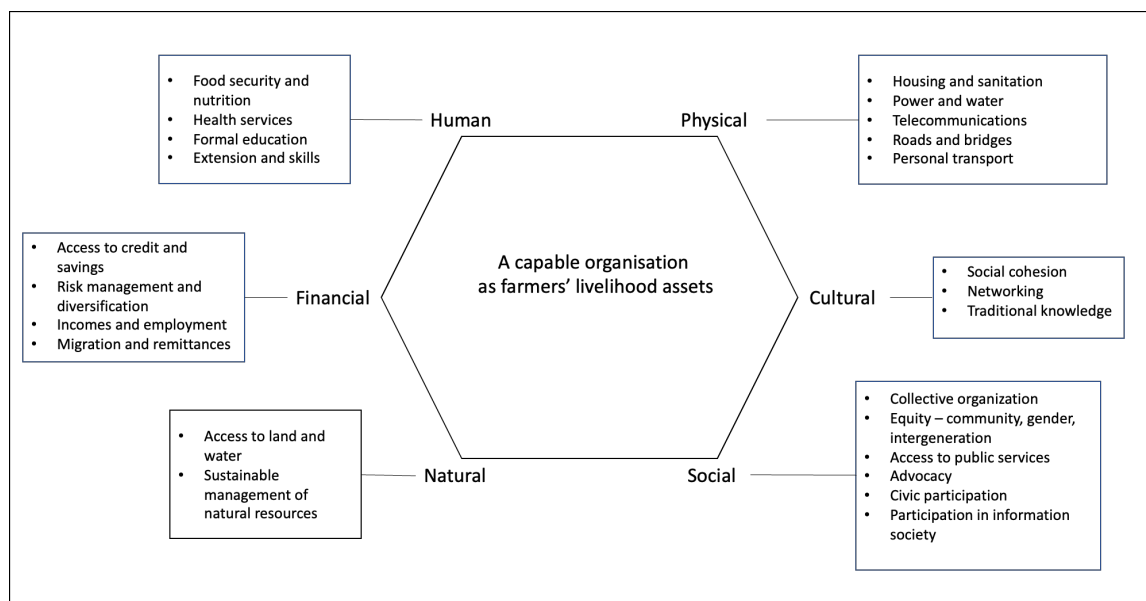 • Food security and
nutrition
• Health services
• Formal education
• Extension and skills
Human
Physical
• Housing and sanitation
• Power and water
• Telecommunications
• Roads and bridges
• Personal transport
• Access to credit and
savings
• Risk management and
diversification
• Incomes and employment
• Migration and remittances
Financial
A capable organisation
as farmers’ livelihood assets
Cultural
• Social cohesion
• Networking
• Traditional knowledge
• Access to land and
water
• Sustainable
management of
natural resources
Natural
Social
• Collective organization
• Equity – community, gender,
intergeneration
• Access to public services
• Advocacy
• Civic participation
• Participation in information
society